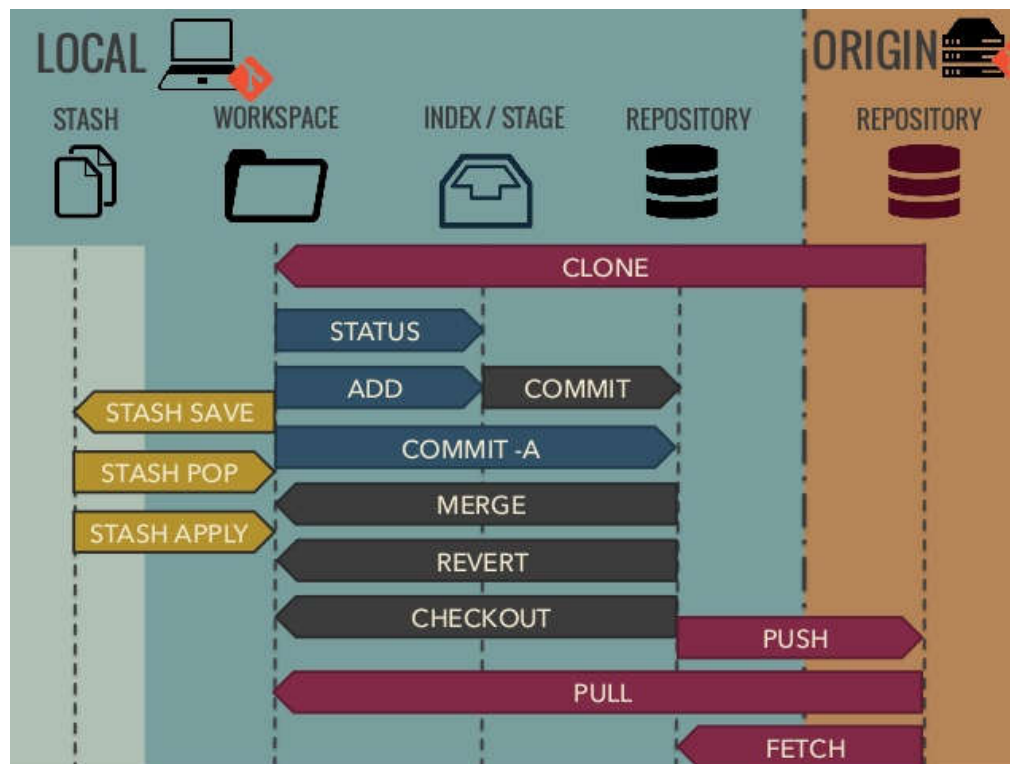 LOCAL
ORIGIN
STASH
WORKSPACE
INDEX / STAGE
REPOSITORY
REPOSITORY
CLONE
STATUS
ADD
COMMIT
STASH SAVE
COMMIT -A
STASH POP
MERGE
STASH APPLY
REVERT
CHECKOUT
PUSH
PULL
FETCH